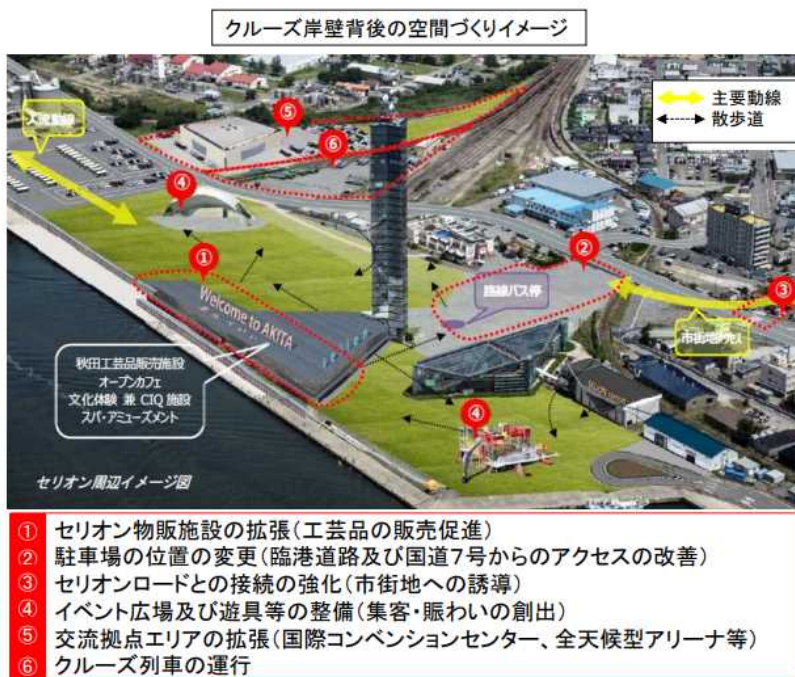 クルーズ岸壁背後の空間づくりイメージ
主要動線
散歩道
⑤
⑥
④
①
②
③
Welcome to AKITA
路線バス停
市街地アクセス
秋田工芸品販売施設
オープンカフェ
文化体験 兼 CIQ 施設
スパ・アミューズメント
④
セリオン周辺イメージ図
① セリオン物販施設の拡張(工芸品の販売促進)
② 駐車場の位置の変更(臨港道路及び国道7号からのアクセスの改善)
③ セリオンロードとの接続の強化(市街地への誘導)
④ イベント広場及び遊具等の整備(集客・賑わいの創出)
⑤ 交流拠点エリアの拡張(国際コンベンションセンター、全天候型アリーナ等)
⑥ クルーズ列車の運行